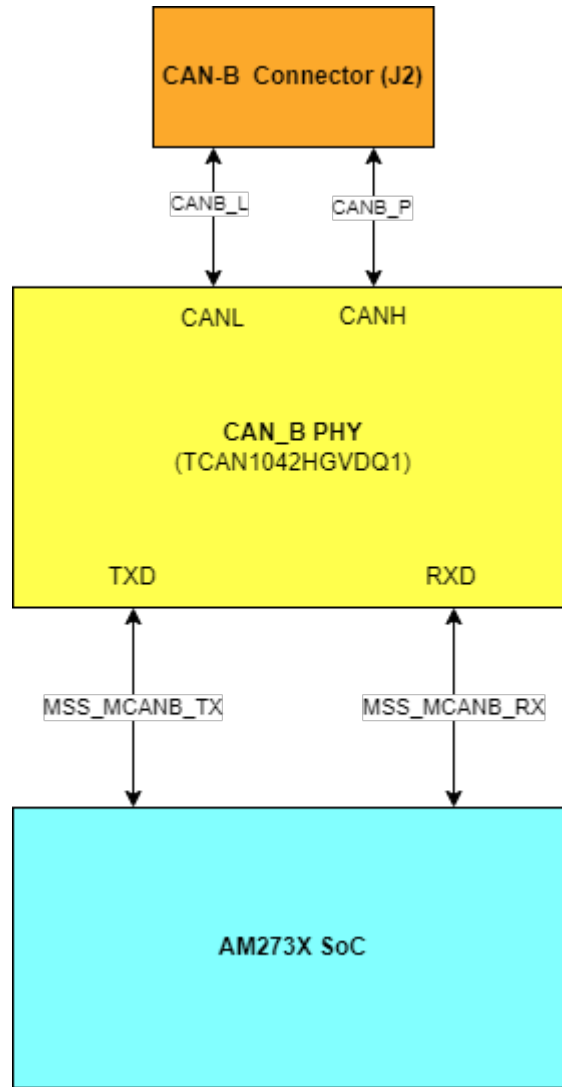 CAN-B Connector (J2)
CANB_L
CANB_P
CANL
CANH
CAN_B PHY
(TCAN1042HGVDQ1)
TXD
RXD
MSS_MCANB_TX
MSS_MCANB_RX
AM273X SoC